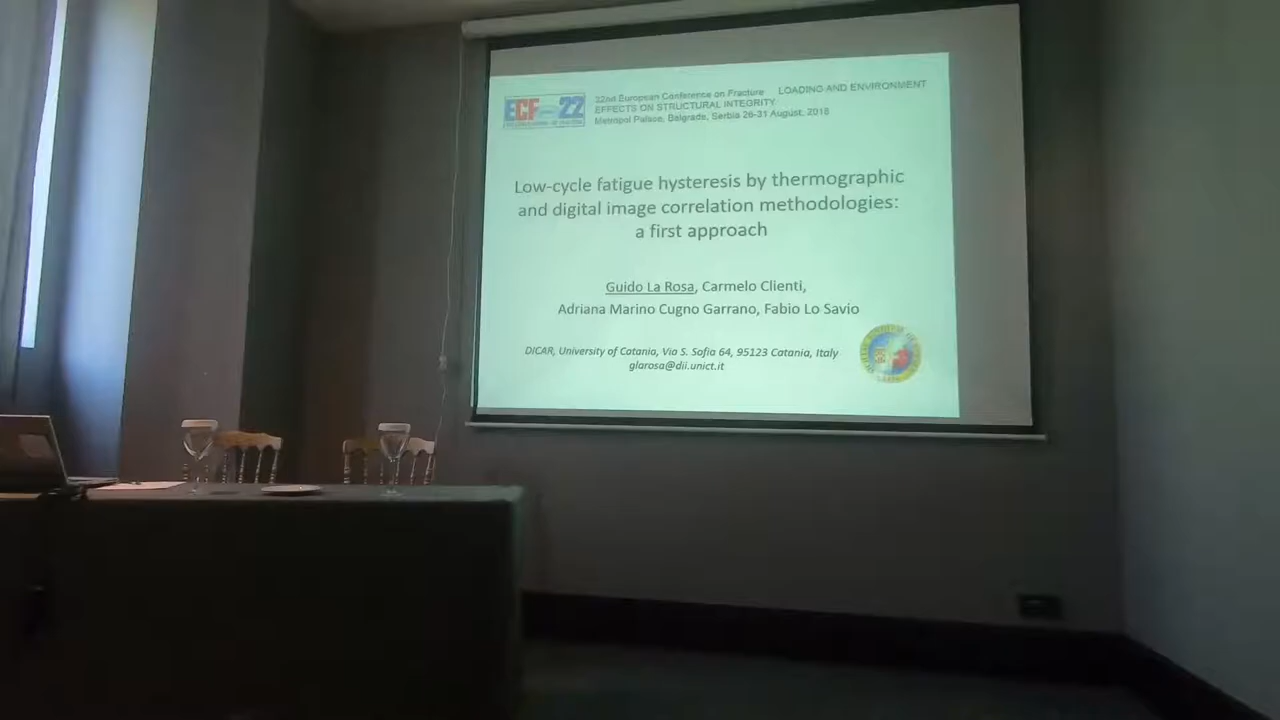 ECF 22
22nd European Conference on Fracture LOADING AND ENVIRONMENT
EFFECTS ON STRUCTURAL INTEGRITY
Metropol Palace, Belgrade, Serbia 26-31 August, 2018
Low-cycle fatigue hysteresis by thermographic
and digital image correlation methodologies:
a first approach
Guido La Rosa, Carmelo Clienti,
Adriana Marino Cugno Garrano, Fabio Lo Savio
DICAR, University of Catania, Via S. Sofia 64, 95123 Catania, Italy
glarosa@dii.unict.it